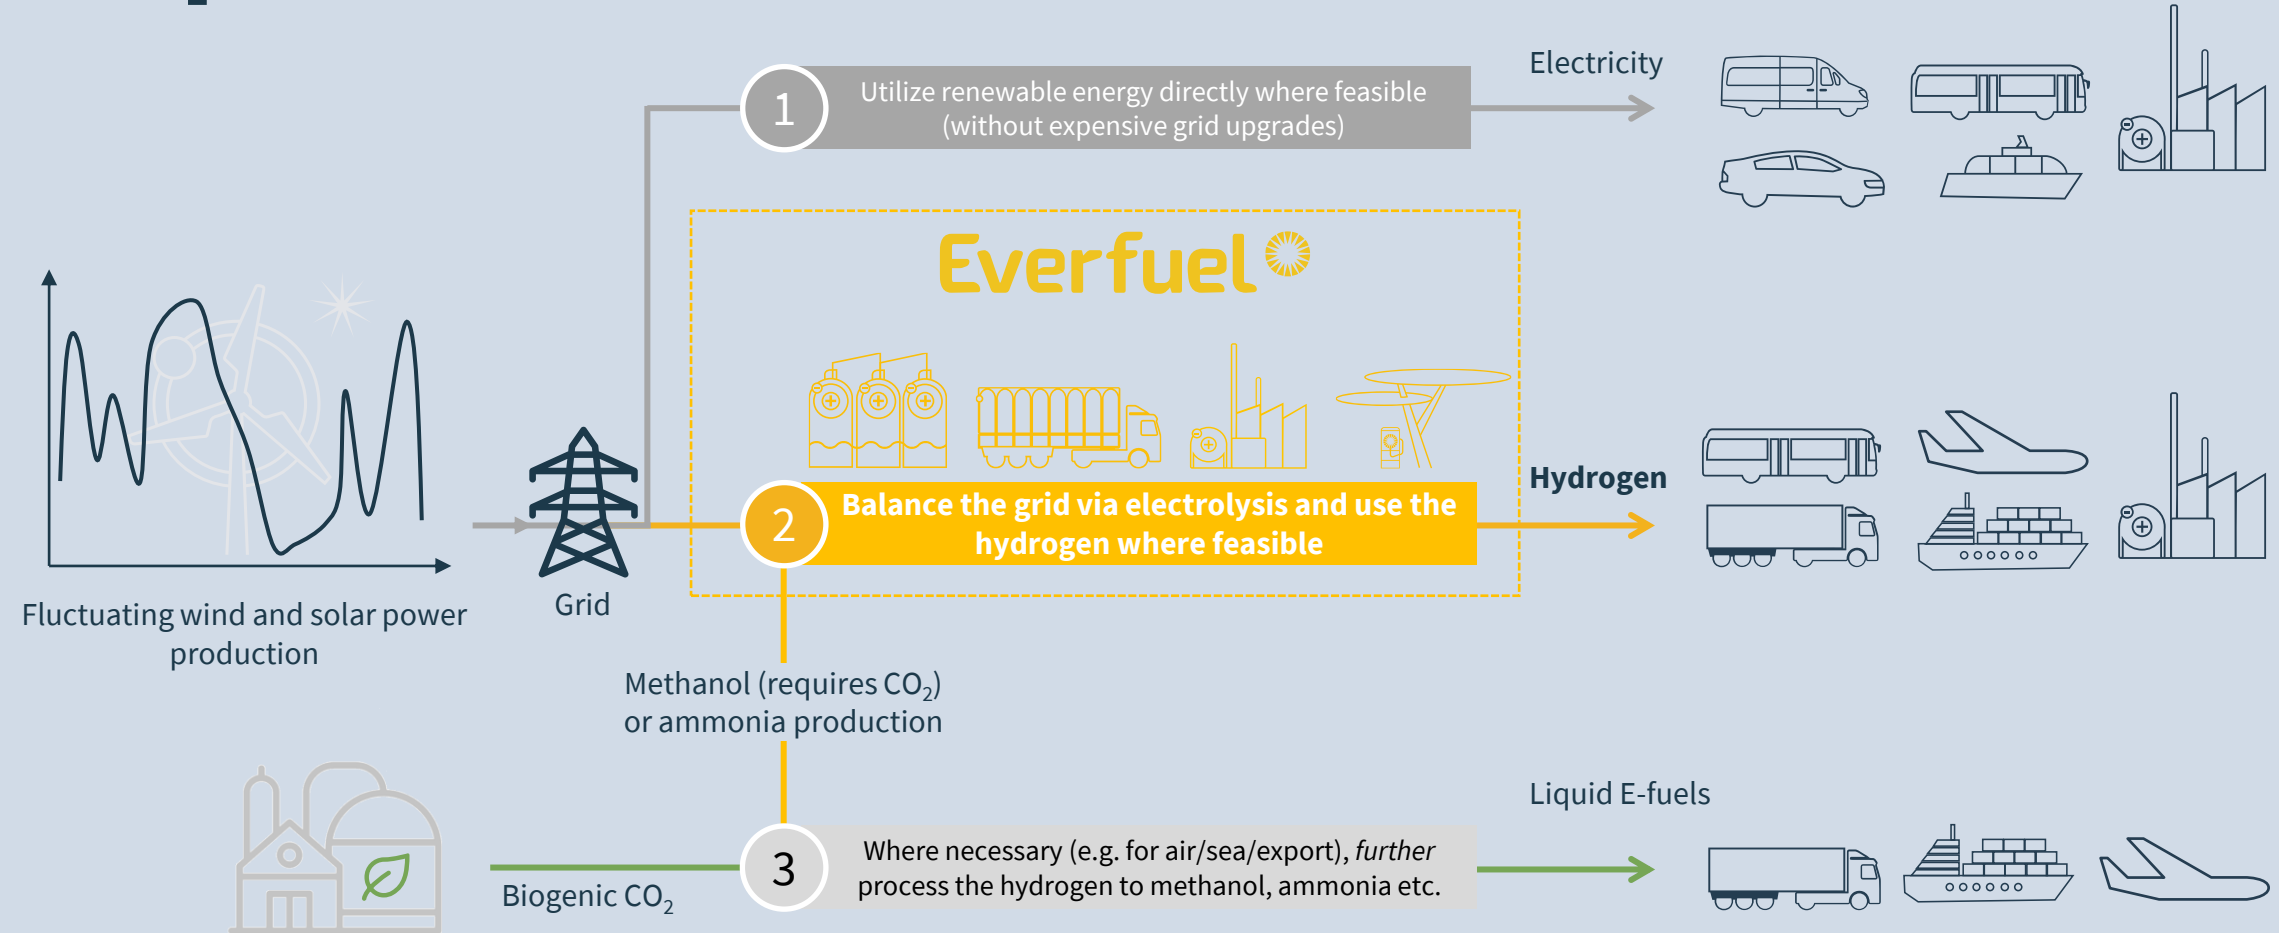 Electricity
1
Utilize renewable energy directly where feasible
(without expensive grid upgrades)
Everfuel
Hydrogen
2
Balance the grid via electrolysis and use the
hydrogen where feasible
Grid
Fluctuating wind and solar power
production
Methanol (requires CO₂)
or ammonia production
Liquid E-fuels
3
Where necessary (e.g. for air/sea/export), further
process the hydrogen to methanol, ammonia etc.
Biogenic CO₂